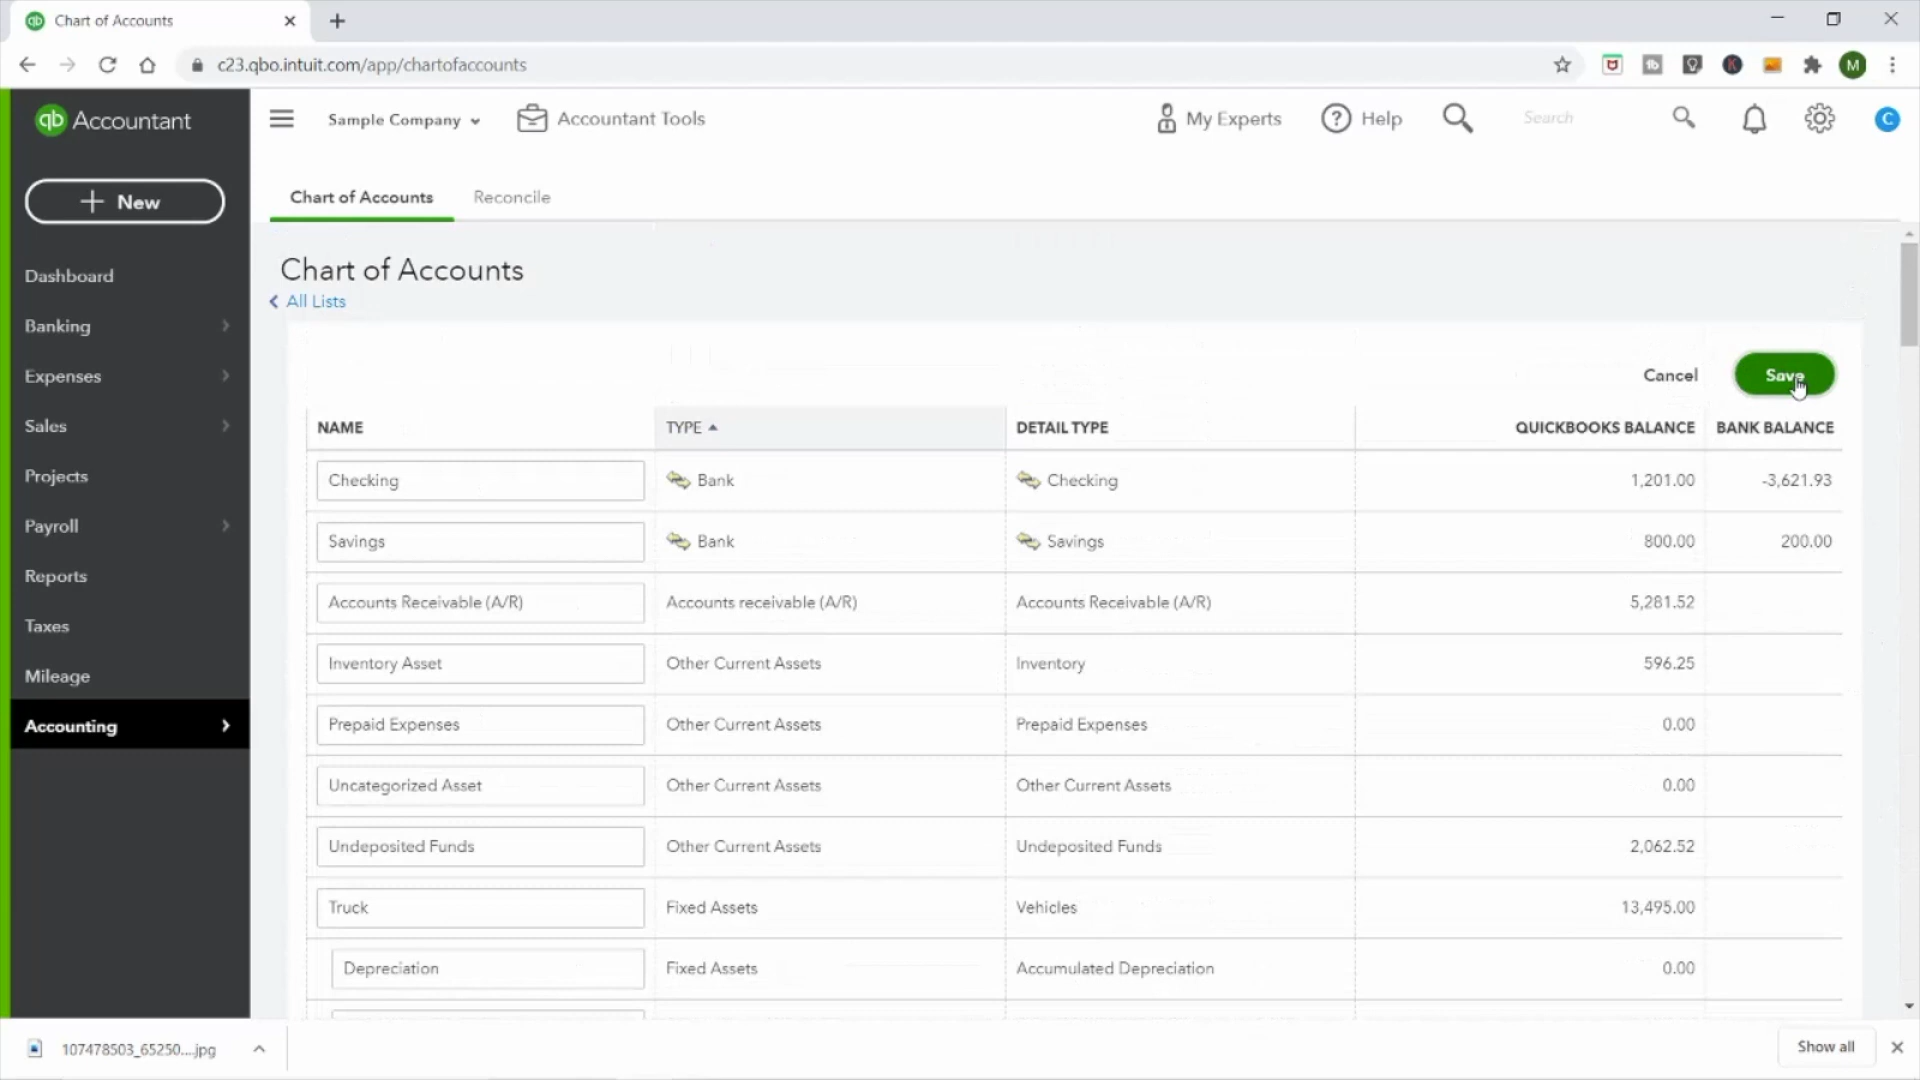 Chart of Accounts
c23.qbo.intuit.com/app/chartofaccounts
M
qb Accountant
Sample Company
Accountant Tools
My Experts
Help
Search
C
New
Dashboard
Banking
Expenses
Sales
Projects
Payroll
Reports
Taxes
Mileage
Accounting
Chart of Accounts Reconcile
Chart of Accounts
All Lists
Cancel Save
NAME TYPE DETAIL TYPE QUICKBOOKS BALANCE BANK BALANCE
Checking Bank Checking 1,201.00 -3,621.93
Savings Bank Savings 800.00 200.00
Accounts Receivable (A/R) Accounts receivable (A/R) Accounts Receivable (A/R) 5,281.52
Inventory Asset Other Current Assets Inventory 596.25
Prepaid Expenses Other Current Assets Prepaid Expenses 0.00
Uncategorized Asset Other Current Assets Other Current Assets 0.00
Undeposited Funds Other Current Assets Undeposited Funds 2,062.52
Truck Fixed Assets Vehicles 13,495.00
Depreciation Fixed Assets Accumulated Depreciation 0.00
107478503_65250....jpg
Show all